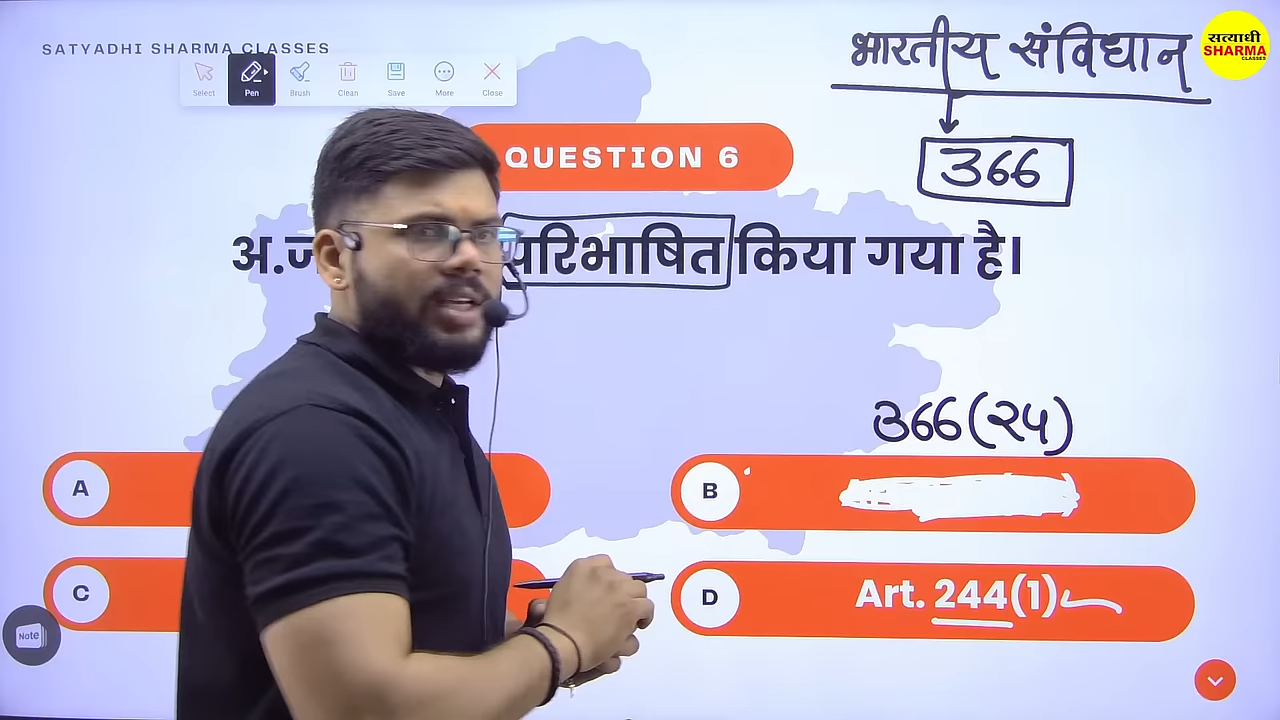 SATYADHI SHARMA CLASSES
Select Pen Brush Clean Save More Close
भारतीय संविधान
सत्याधी
SHARMA
CLASSES
366
QUESTION 6
परिभाषित किया गया है।
366(२५)
A
B
C
D Art. 244(1)
Note